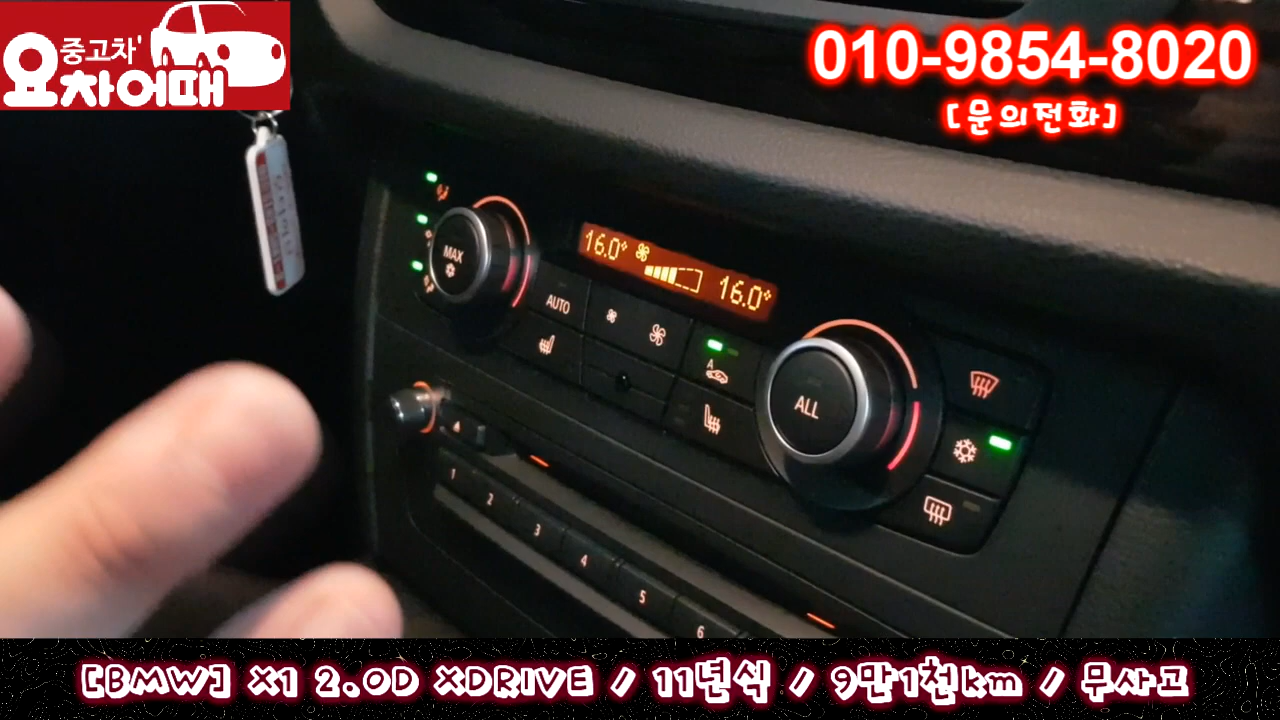 중고차'
요차어때
010-9854-8020
[문의전화]
MAX
16.0°
16.0°
AUTO
A
ALL
1
2
3
4
5
6
[BMW] X1 2.0D XDRIVE / 11년식 / 9만1천km / 무사고